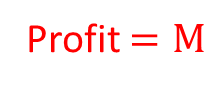 Profit = M